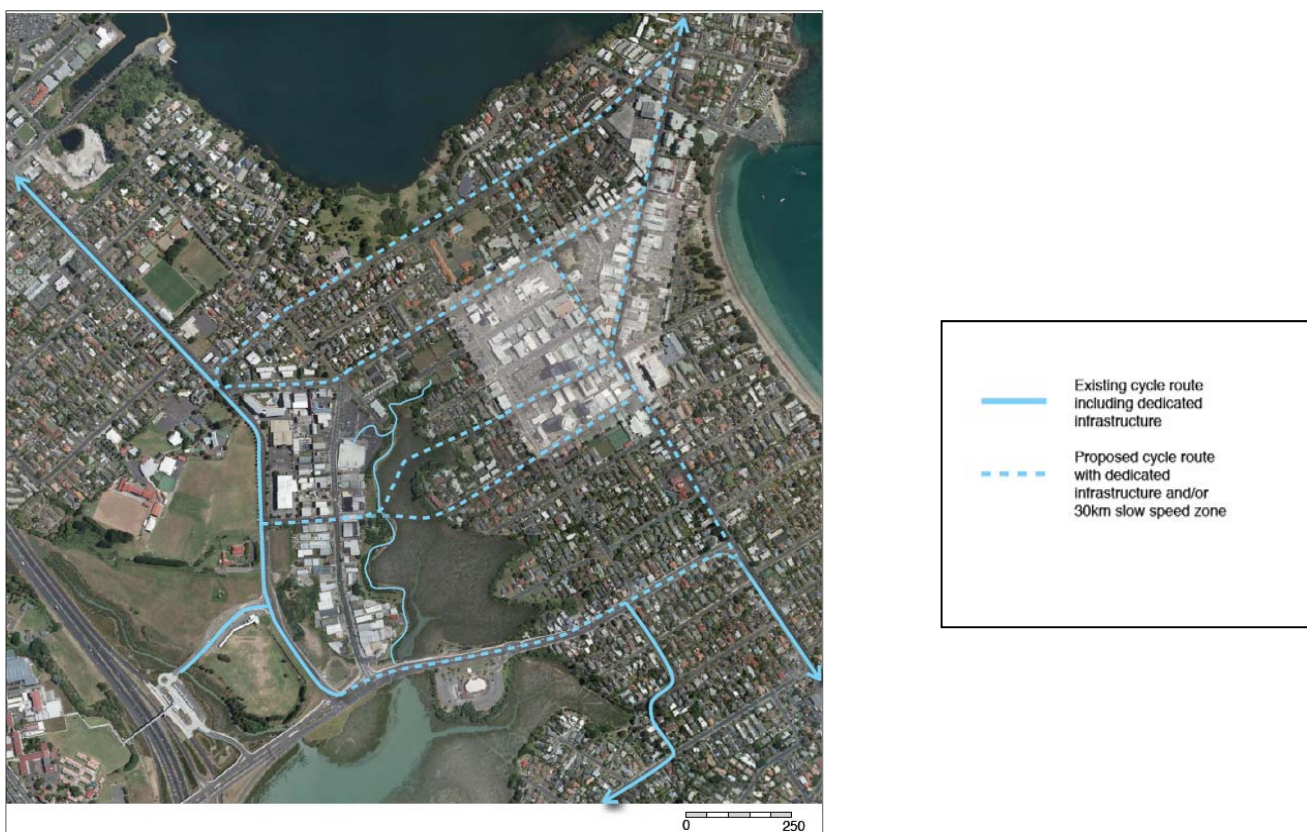 Existing cycle route
including dedicated
infrastructure
Proposed cycle route
with dedicated
infrastructure and/or
30km slow speed zone
0 250